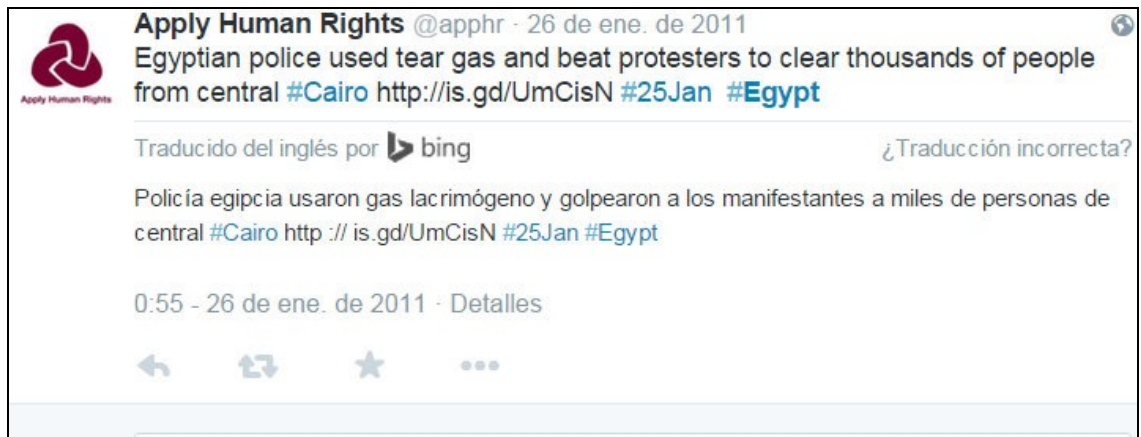 Apply Human Rights @apphr · 26 de ene. de 2011
Egyptian police used tear gas and beat protesters to clear thousands of people
from central #Cairo http://is.gd/UmCisN #25Jan #Egypt
Apply Human Rights
Traducido del inglés por bing ¿Traducción incorrecta?
Policía egipcia usaron gas lacrimógeno y golpearon a los manifestantes a miles de personas de
central #Cairo http :// is.gd/UmCisN #25Jan #Egypt
0:55 - 26 de ene. de 2011 · Detalles